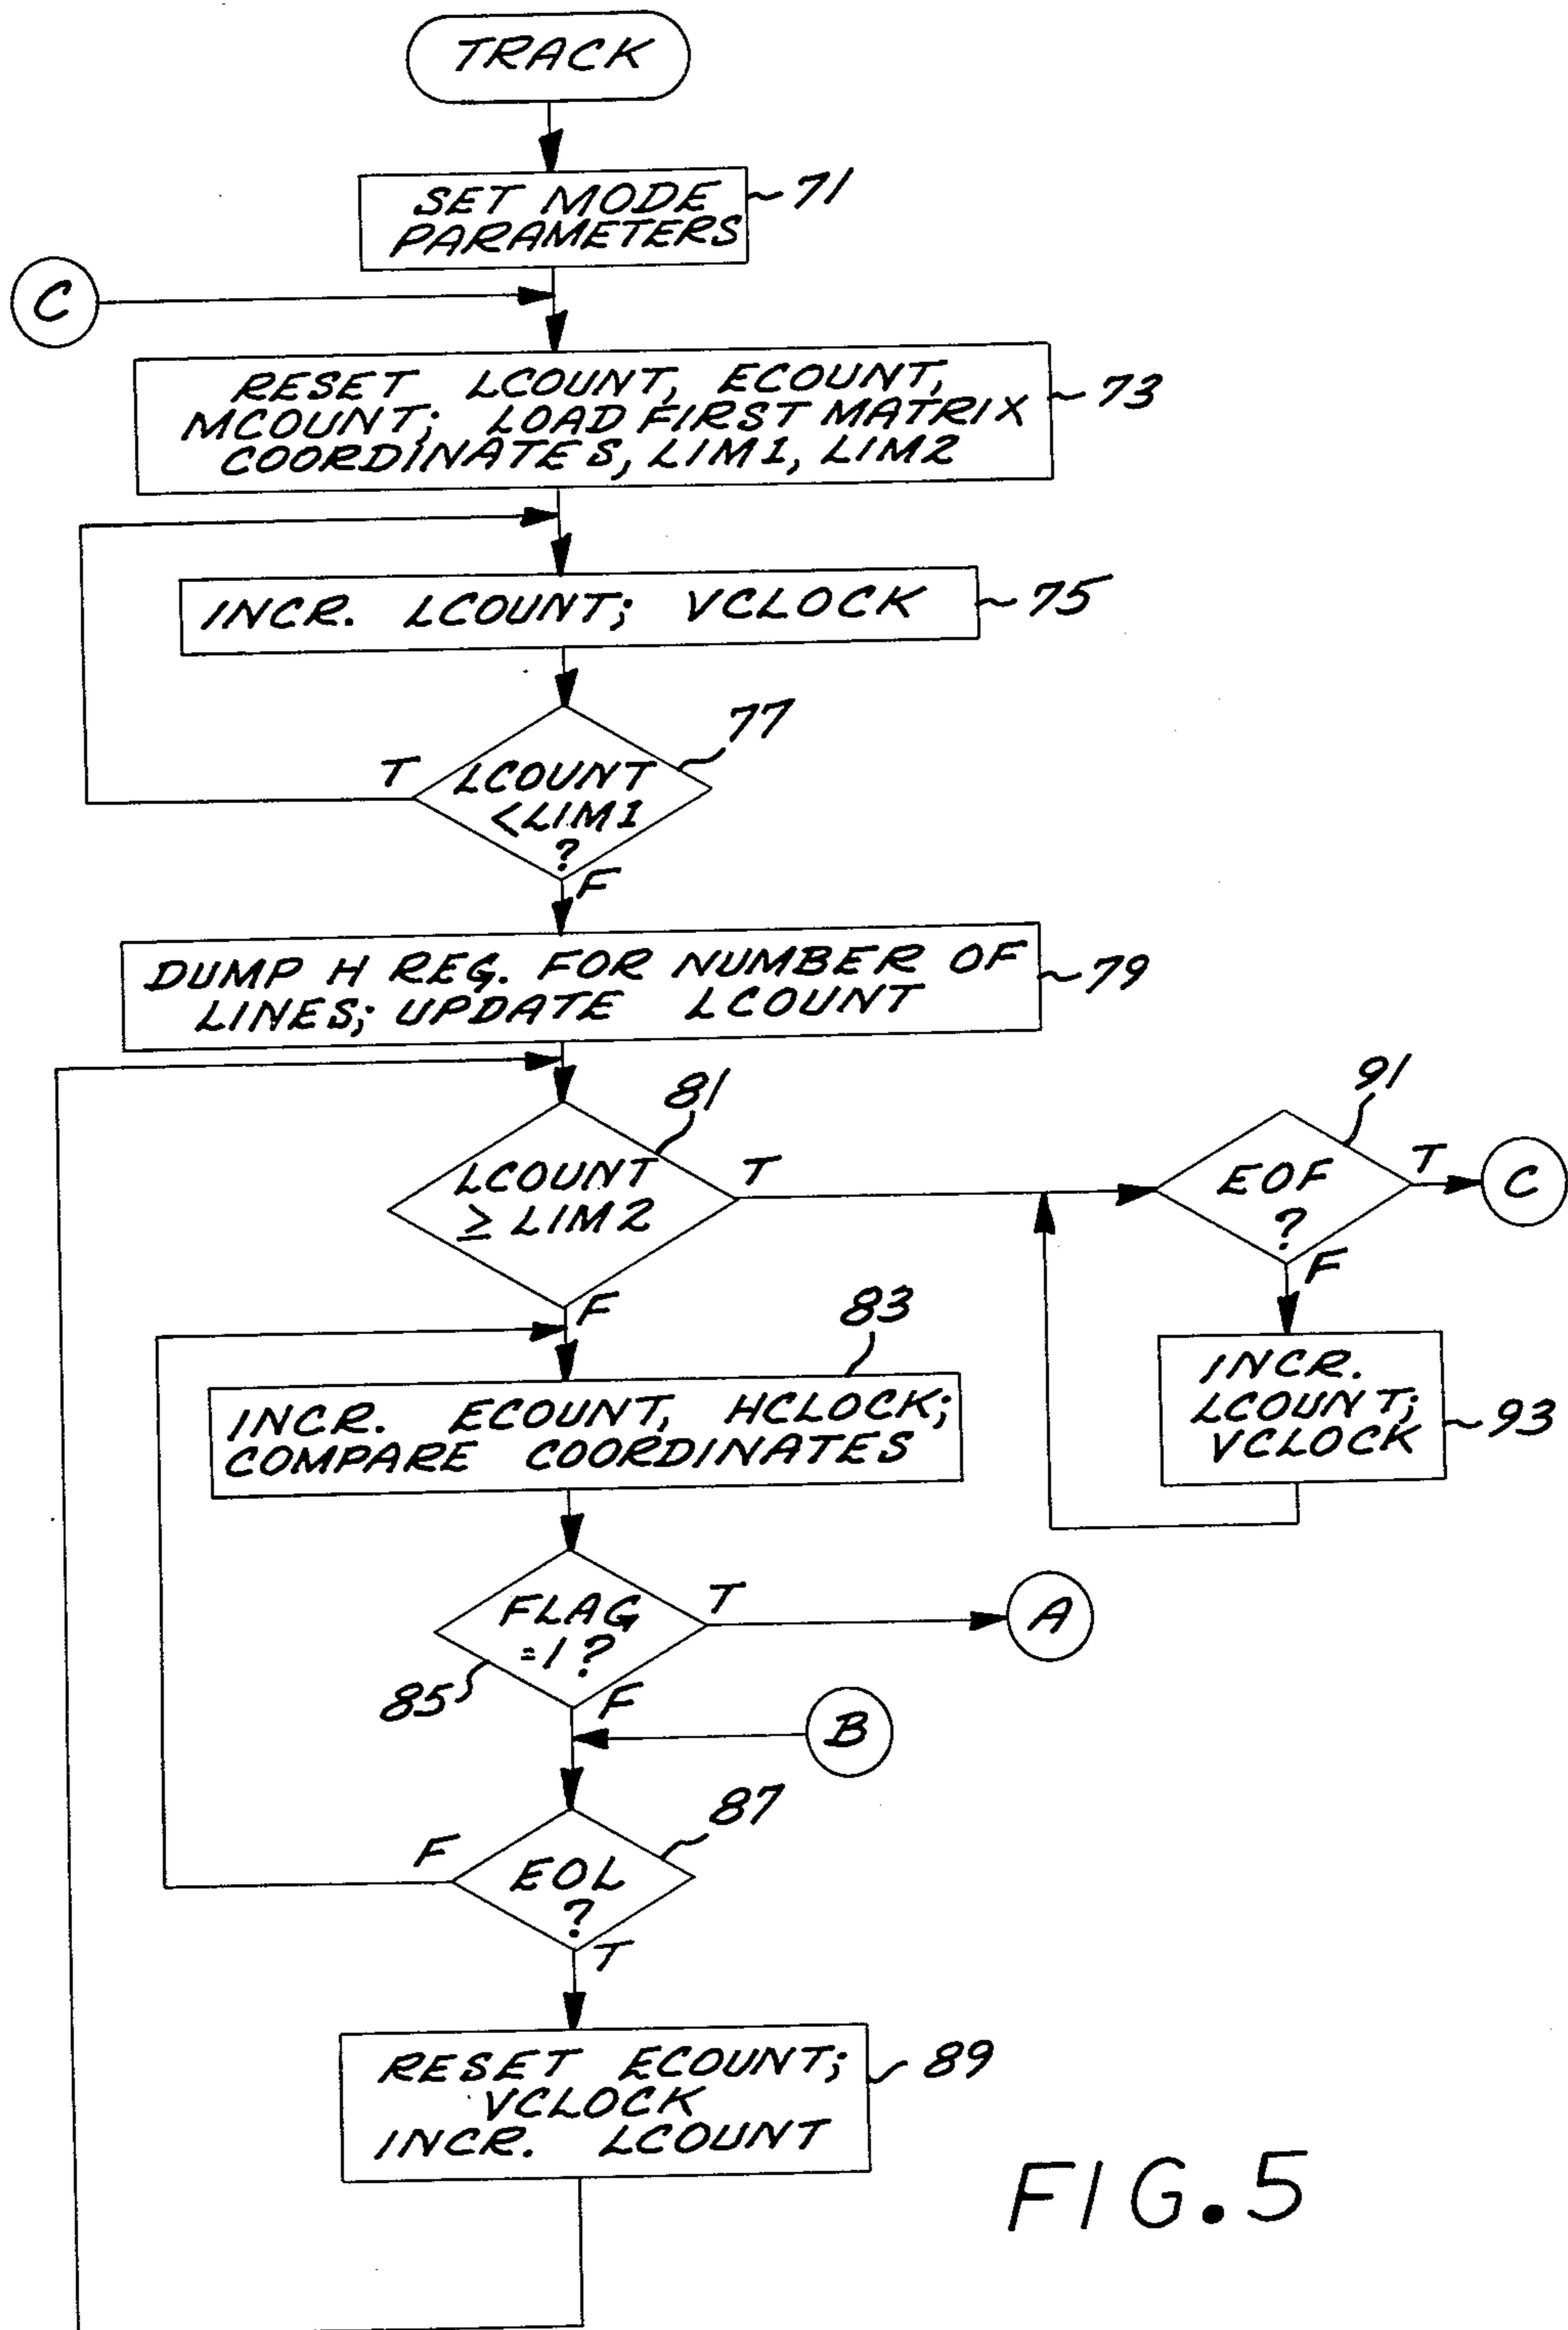 TRACK
SET MODE
PARAMETERS
71
C
RESET LCOUNT, ECOUNT,
MCOUNT; LOAD FIRST MATRIX
COORDINATES, LIM1, LIM2
73
INCR. LCOUNT; VCLOCK
75
77
T
LCOUNT
<LIM1
?
F
DUMP H REG. FOR NUMBER OF
LINES; UPDATE LCOUNT
79
81
LCOUNT
≥ LIM2
T
F
91
EOF
?
T
C
F
INCR.
LCOUNT;
VCLOCK
93
83
INCR. ECOUNT, HCLOCK;
COMPARE COORDINATES
FLAG
=1?
T
A
85
F
B
87
F
EOL
?
T
RESET ECOUNT;
VCLOCK
INCR. LCOUNT
89
FIG.5